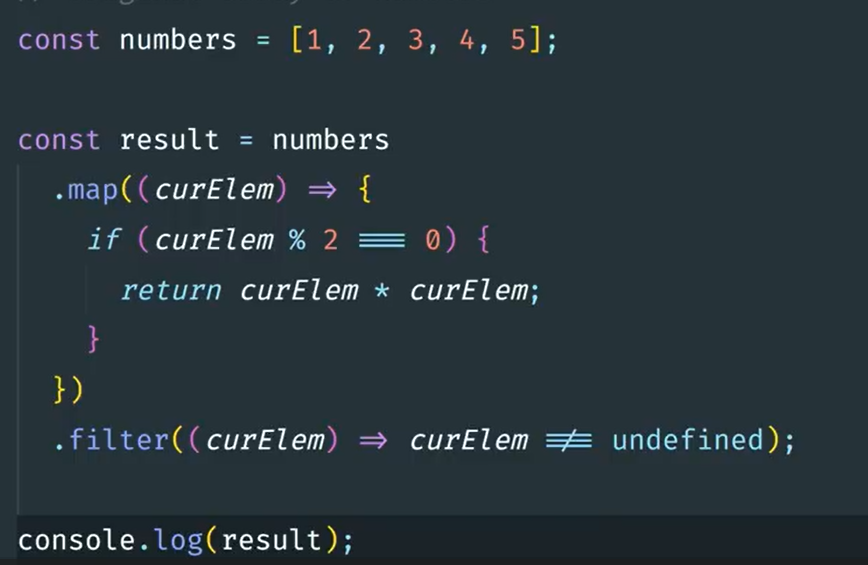 const numbers = [1, 2, 3, 4, 5];
const result = numbers
.map((curElem) => {
if (curElem % 2 === 0) {
return curElem * curElem;
}
})
.filter((curElem) => curElem !== undefined);
console.log(result);